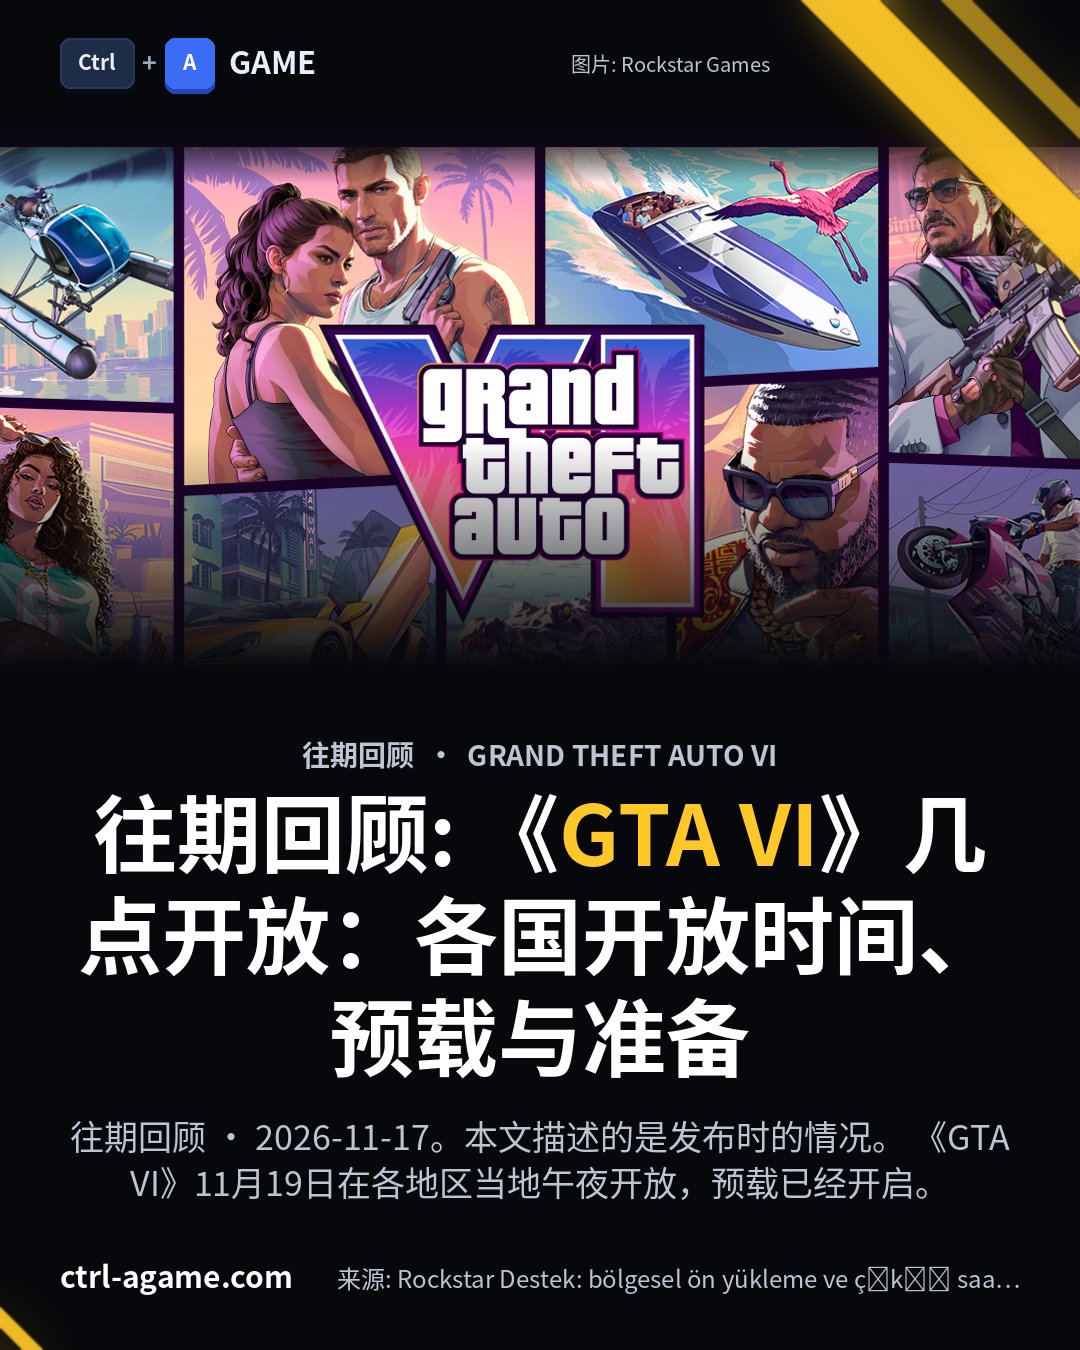 Ctrl + A GAME
图片: Rockstar Games
grand
theft
auto
VI
往期回顾 · GRAND THEFT AUTO VI
往期回顾: 《GTA VI》几
点开放：各国开放时间、
预载与准备
往期回顾 · 2026-11-17。本文描述的是发布时的情况。 《GTA
VI》11月19日在各地区当地午夜开放，预载已经开启。
ctrl-agame.com
来源: Rockstar Destek: bölgesel ön yükleme ve saa…